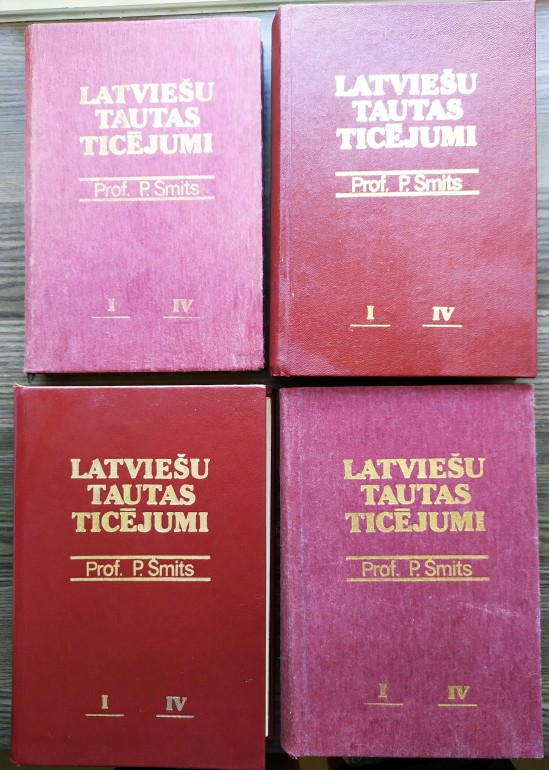 LATVIEŠU
TAUTAS
TICĒJUMI
Prof. P. Šmits
I IV
LATVIEŠU
TAUTAS
TICĒJUMI
Prof. P. Šmits
I IV
LATVIEŠU
TAUTAS
TICĒJUMI
Prof. P. Šmits
I IV
LATVIEŠU
TAUTAS
TICĒJUMI
Prof. P. Šmits
I IV